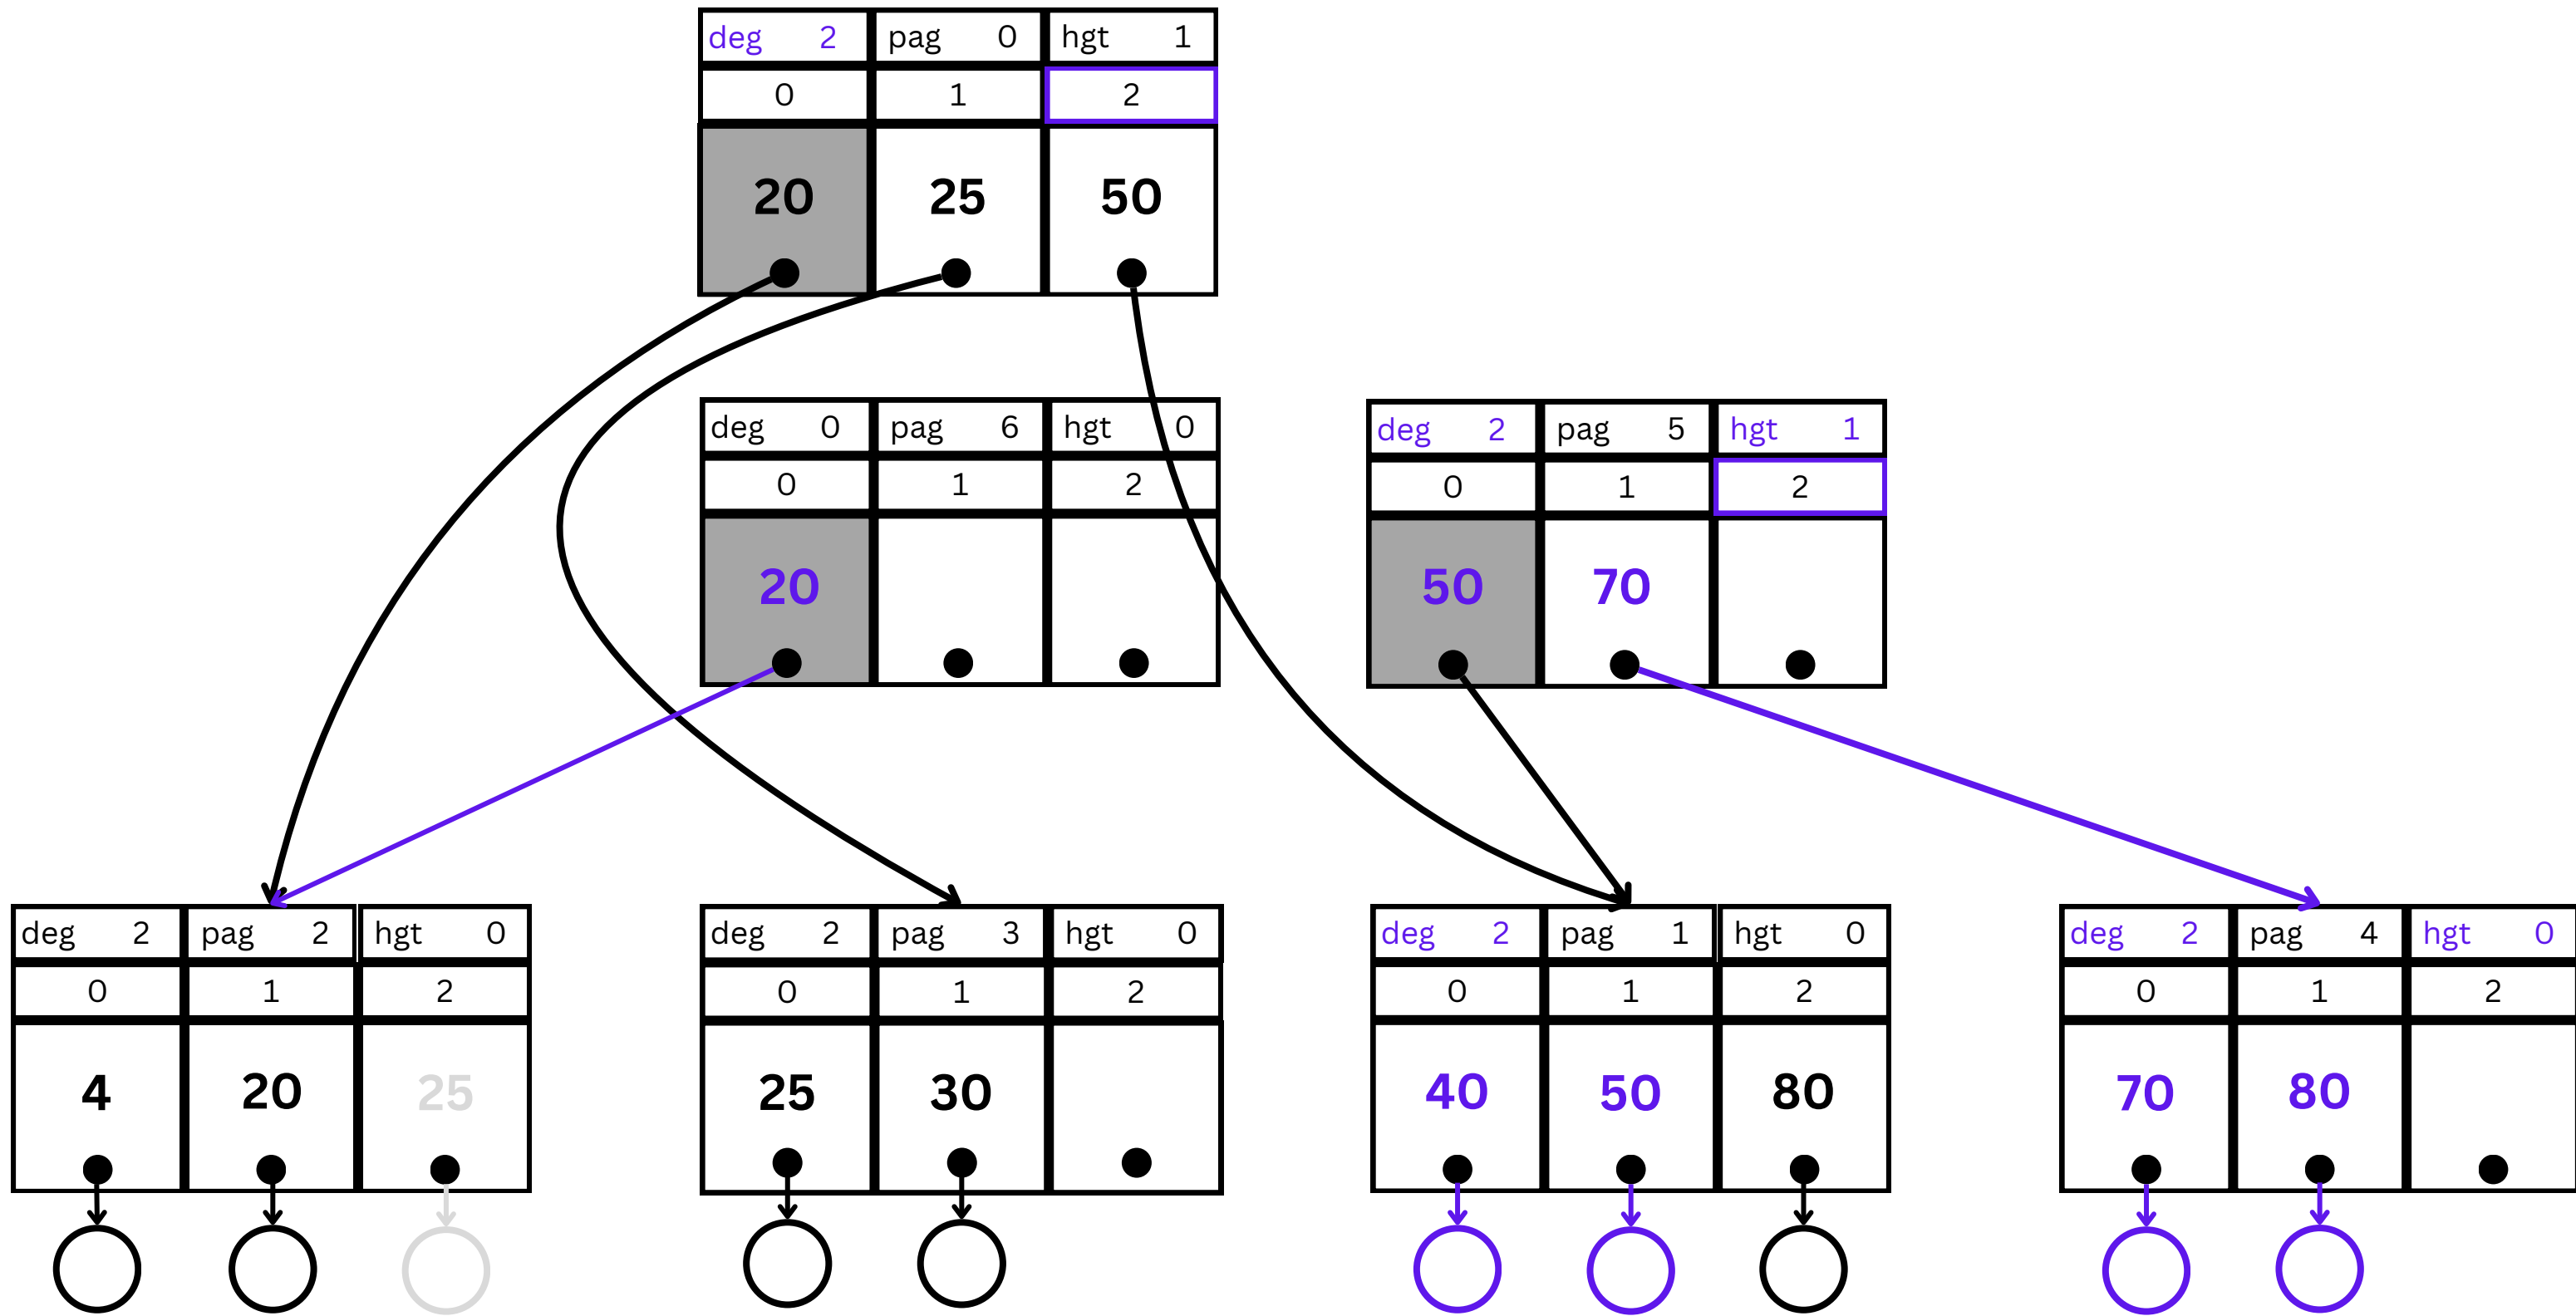 deg 2 pag 0 hgt 1
0 1 2
20 25 50
deg 0 pag 6 hgt 0
0 1 2
20
deg 2 pag 5 hgt 1
0 1 2
50 70
deg 2 pag 2 hgt 0
0 1 2
4 20 25
deg 2 pag 3 hgt 0
0 1 2
25 30
deg 2 pag 1 hgt 0
0 1 2
40 50 80
deg 2 pag 4 hgt 0
0 1 2
70 80